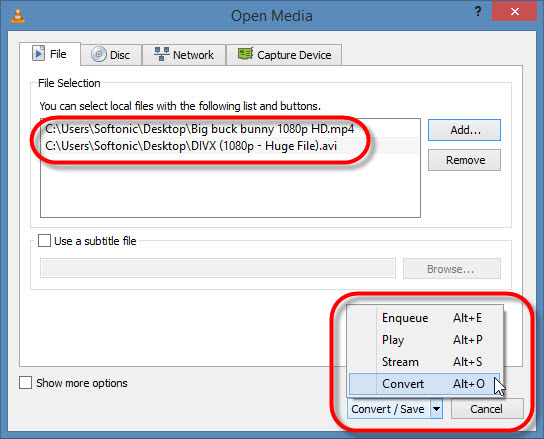 Open Media
?
File
Disc
Network
Capture Device
File Selection
You can select local files with the following list and buttons.
C:\Users\Softonic\Desktop\Big buck bunny 1080p HD.mp4
C:\Users\Softonic\Desktop\DIVX (1080p - Huge File).avi
Add...
Remove
Use a subtitle file
Browse...
Enqueue Alt+E
Play Alt+P
Stream Alt+S
Convert Alt+O
Show more options
Convert / Save
Cancel